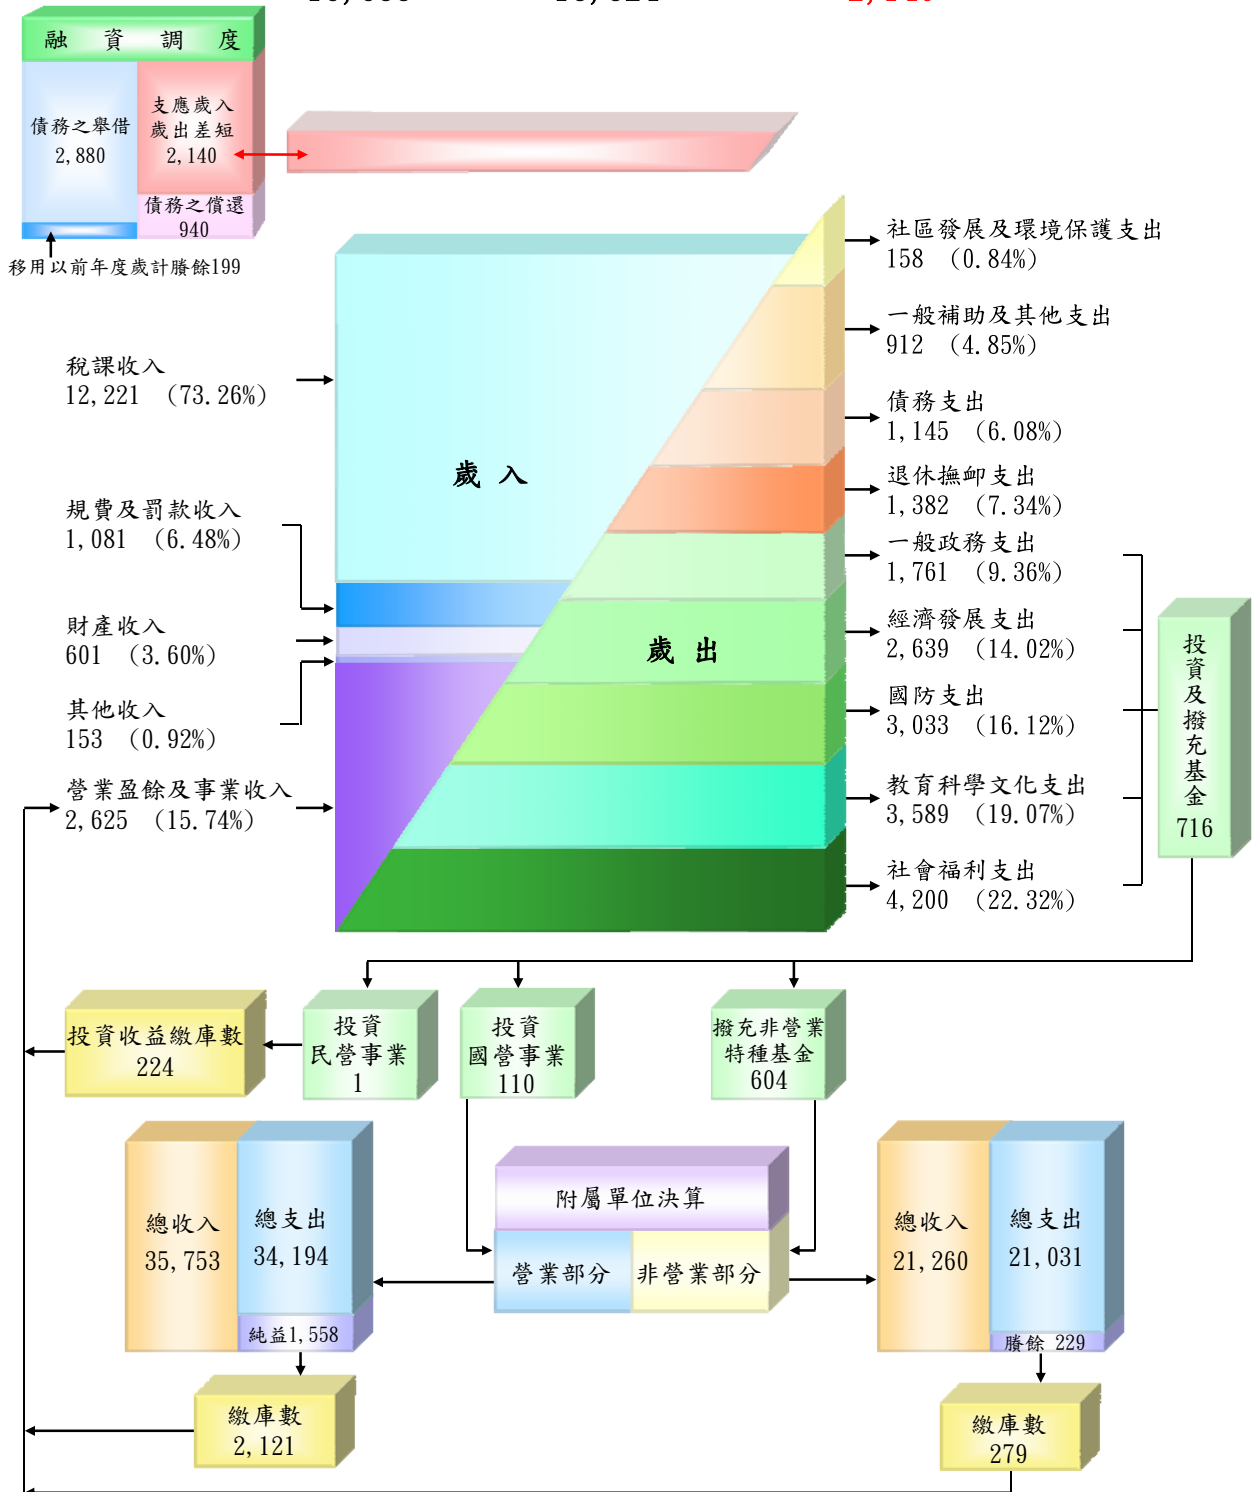 融資調度
債務之舉借
2,880
支應歲入
歲出差短
2,140
債務之償還
940
移用以前年度歲計賸餘199
稅課收入
12,221 (73.26%)
規費及罰款收入
1,081 (6.48%)
財產收入
601 (3.60%)
其他收入
153 (0.92%)
營業盈餘及事業收入
2,625 (15.74%)
歲入
歲出
社區發展及環境保護支出
158 (0.84%)
一般補助及其他支出
912 (4.85%)
債務支出
1,145 (6.08%)
退休撫卹支出
1,382 (7.34%)
一般政務支出
1,761 (9.36%)
經濟發展支出
2,639 (14.02%)
國防支出
3,033 (16.12%)
教育科學文化支出
3,589 (19.07%)
社會福利支出
4,200 (22.32%)
投資及撥充基金
716
投資收益繳庫數
224
投資
民營事業
1
投資
國營事業
110
撥充非營業
特種基金
604
附屬單位決算
營業部分
非營業部分
總收入
35,753
總支出
34,194
純益1,558
繳庫數
2,121
總收入
21,260
總支出
21,031
賸餘 229
繳庫數
279